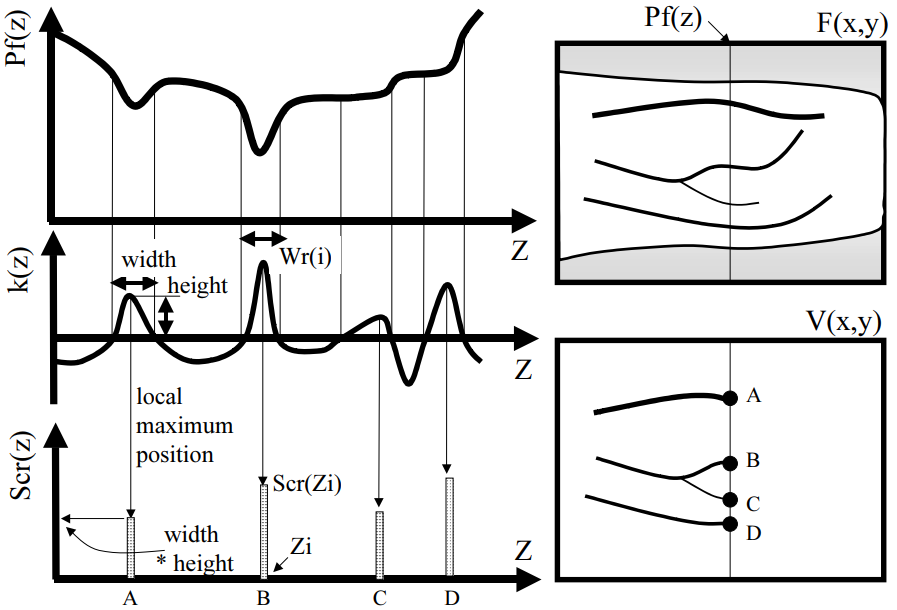 Pf(z)
Z
k(z)
width
height
Wr(i)
Z
local
maximum
position
Scr(z)
Scr(Zi)
width
* height
Zi
Z
A
B
C
D
Pf(z)
F(x,y)
V(x,y)
A
B
C
D